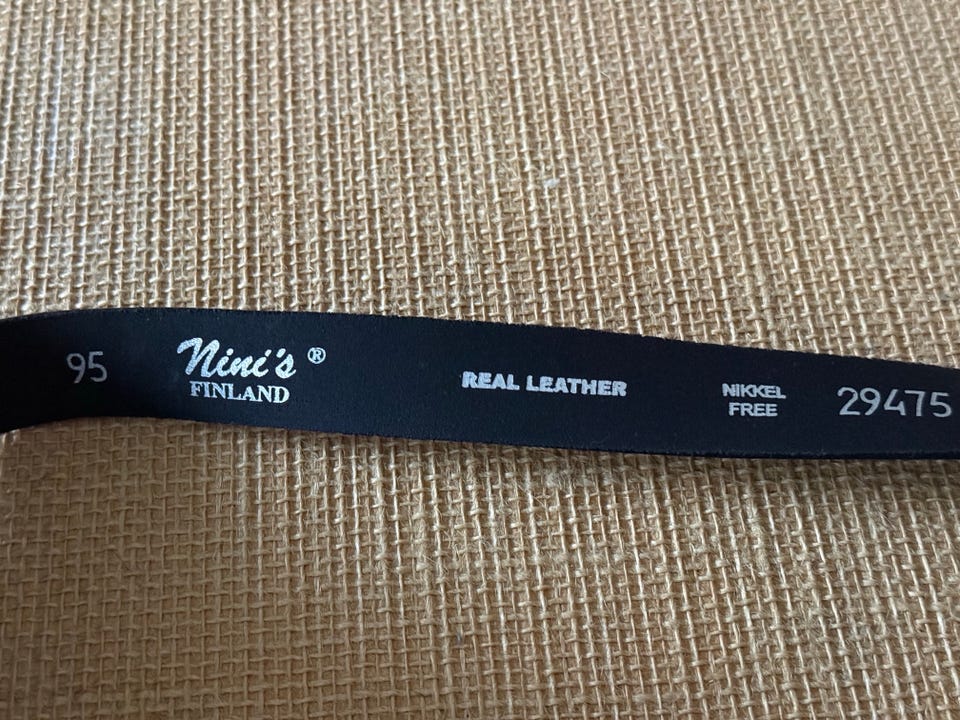 95
Nini's®
FINLAND
REAL LEATHER
NIKKEL
FREE
29475